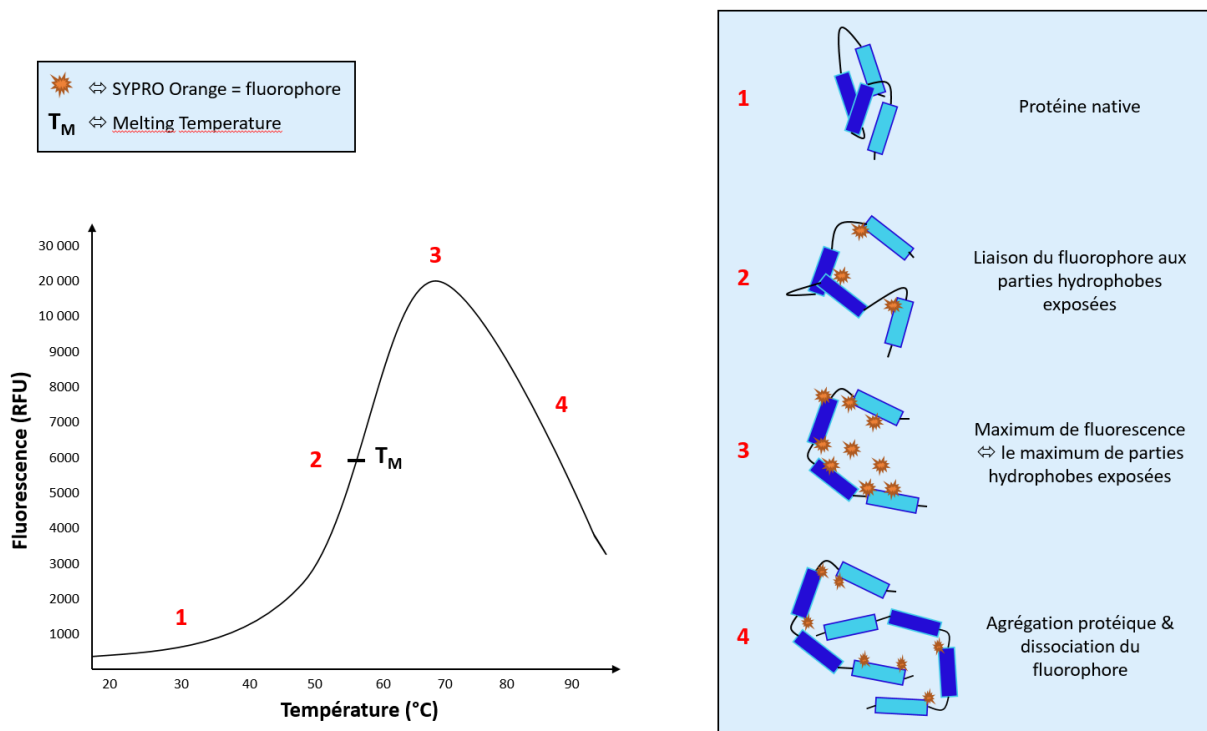 ⇔ SYPRO Orange = fluorophore
TM ⇔ Melting Temperature
Fluorescence (RFU)
30 000
20 000
10 000
9000
8000
7000
6000
5000
4000
3000
2000
1000
1
2
TM
3
4
20 30 40 50 60 70 80 90
Température (°C)
1
Protéine native
2
Liaison du fluorophore aux
parties hydrophobes
exposées
3
Maximum de fluorescence
⇔ le maximum de parties
hydrophobes exposées
4
Agrégation protéique &
dissociation du
fluorophore